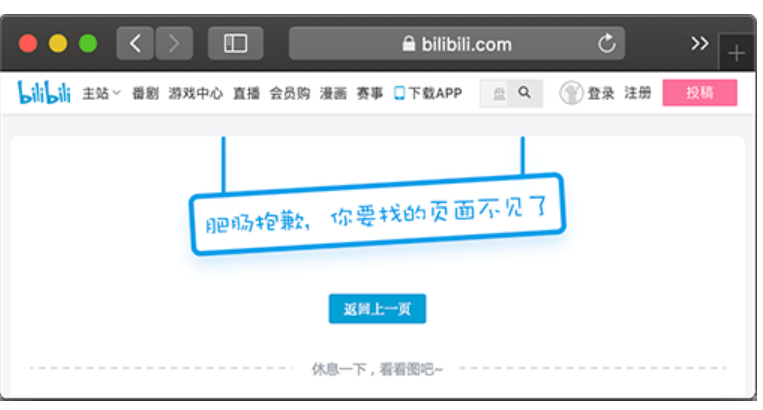 bilibili.com
bilibili 主站 番剧 游戏中心 直播 会员购 漫画 赛事 下载APP 登录 注册 投稿
肥肠抱歉，你要找的页面不见了
返回上一页
休息一下，看看图吧~